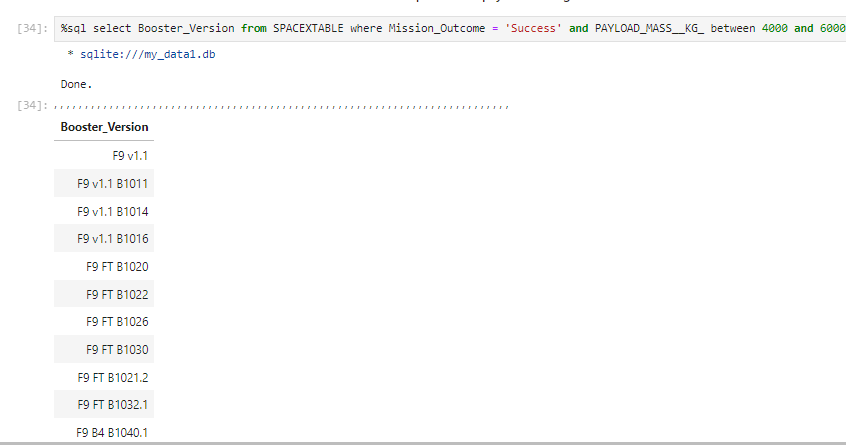 [34]: %sql select Booster_Version from SPACEXTABLE where Mission_Outcome = 'Success' and PAYLOAD_MASS__KG_ between 4000 and 6000
* sqlite:///my_data1.db
Done.
[34]: ,,,,,,,,,,,,,,,,,,,,,,,,,,,,,,,,,,,,,,,,,,,,,,,,,,,,,,,,,,,,,,,,,,,,,,,,,,
Booster_Version
F9 v1.1
F9 v1.1 B1011
F9 v1.1 B1014
F9 v1.1 B1016
F9 FT B1020
F9 FT B1022
F9 FT B1026
F9 FT B1030
F9 FT B1021.2
F9 FT B1032.1
F9 B4 B1040.1